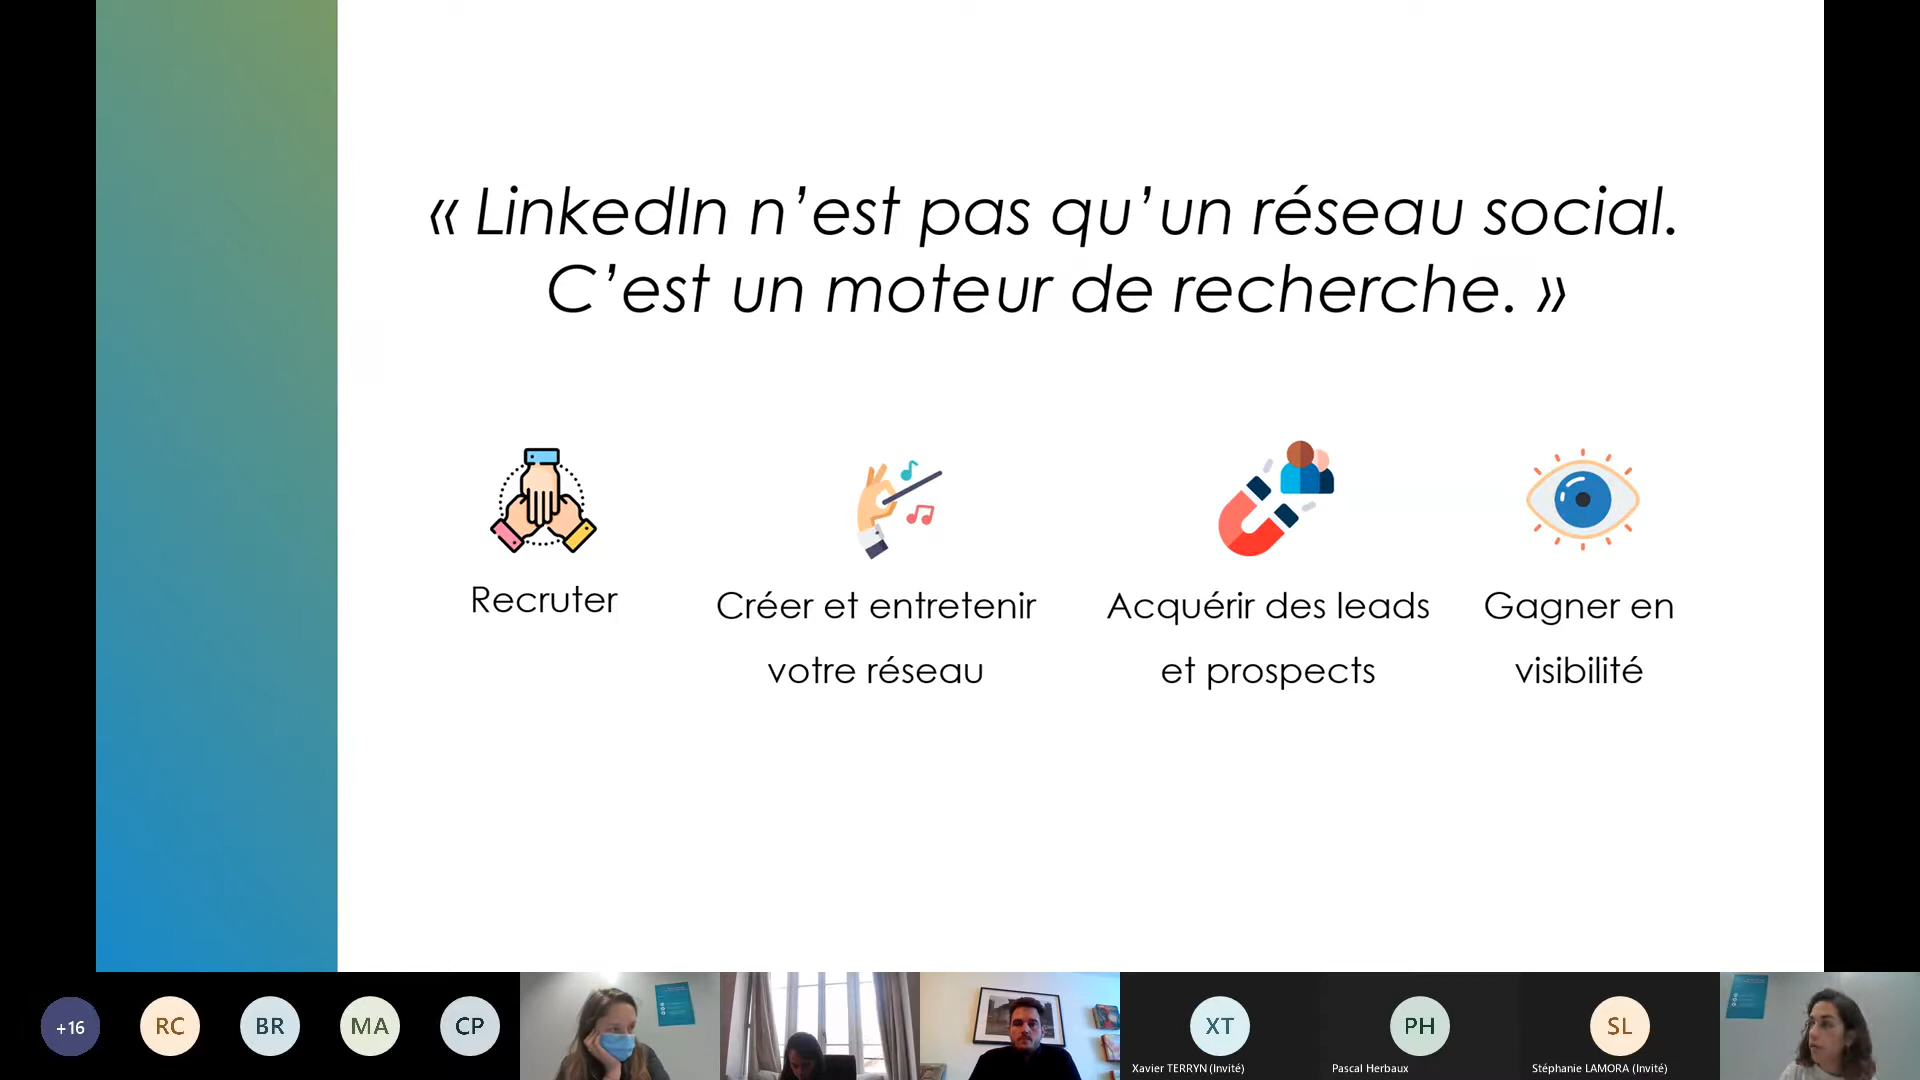 « LinkedIn n’est pas qu’un réseau social.
C’est un moteur de recherche. »
Recruter
Créer et entretenir
votre réseau
Acquérir des leads
et prospects
Gagner en
visibilité
+16
RC
BR
MA
CP
XT
Xavier TERRYN (Invité)
PH
Pascal Herbaux
SL
Stéphanie LAMORA (Invité)